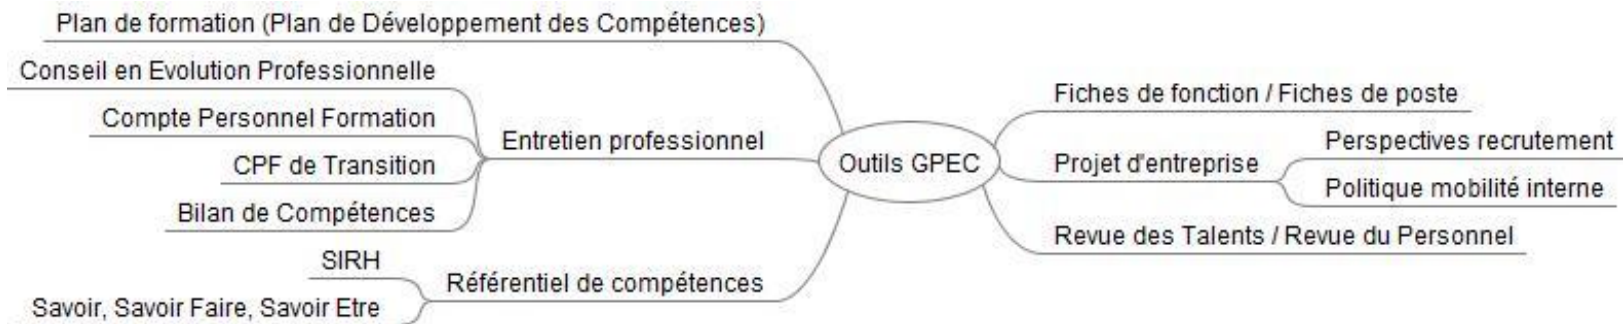 Plan de formation (Plan de Développement des Compétences)
Conseil en Evolution Professionnelle
Compte Personnel Formation
CPF de Transition
Bilan de Compétences
Entretien professionnel
SIRH
Savoir, Savoir Faire, Savoir Etre
Référentiel de compétences
Outils GPEC
Fiches de fonction / Fiches de poste
Projet d'entreprise
Perspectives recrutement
Politique mobilité interne
Revue des Talents / Revue du Personnel